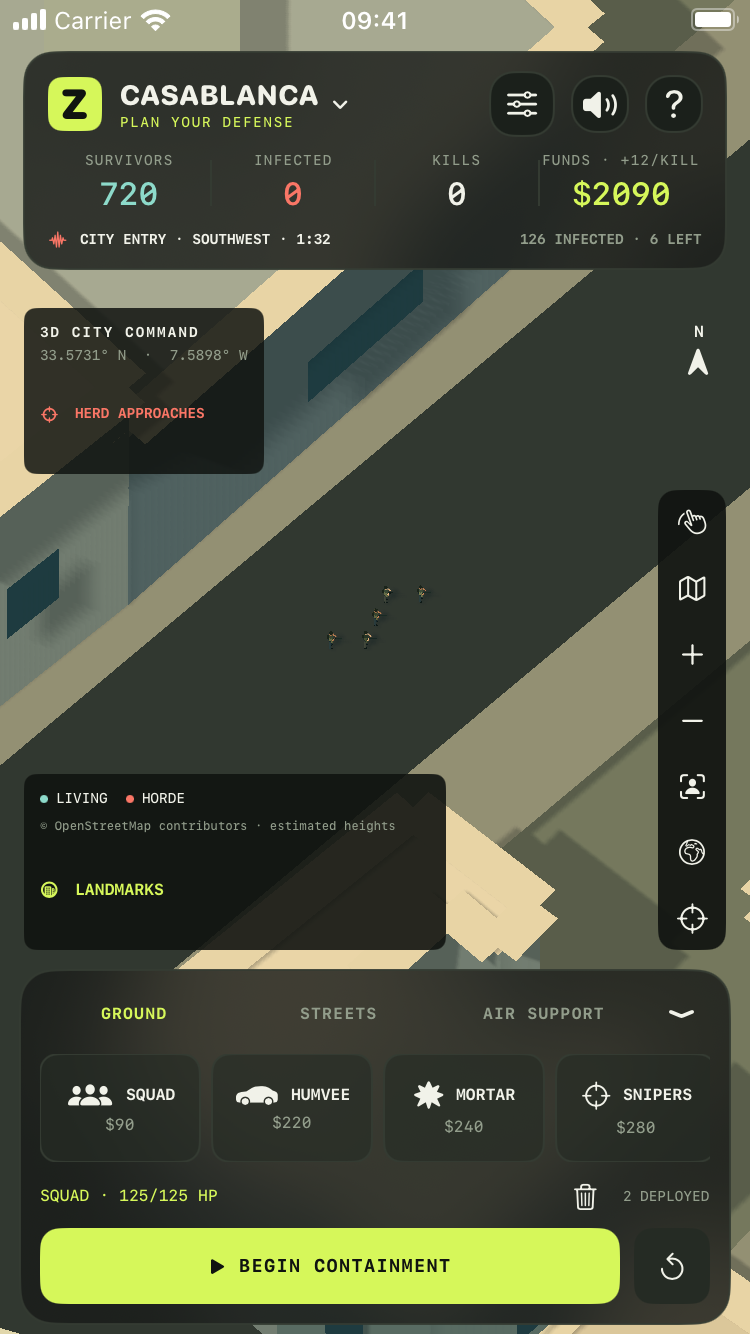 Carrier 09:41
Z CASABLANCA
PLAN YOUR DEFENSE
?
SURVIVORS INFECTED KILLS FUNDS · +12/KILL
720 0 0 $2090
CITY ENTRY · SOUTHWEST · 1:32 126 INFECTED · 6 LEFT
3D CITY COMMAND
33.5731° N · 7.5898° W
HERD APPROACHES
N
LIVING HORDE
© OpenStreetMap contributors · estimated heights
LANDMARKS
GROUND STREETS AIR SUPPORT
SQUAD HUMVEE MORTAR SNIPERS
$90 $220 $240 $280
SQUAD · 125/125 HP 2 DEPLOYED
BEGIN CONTAINMENT